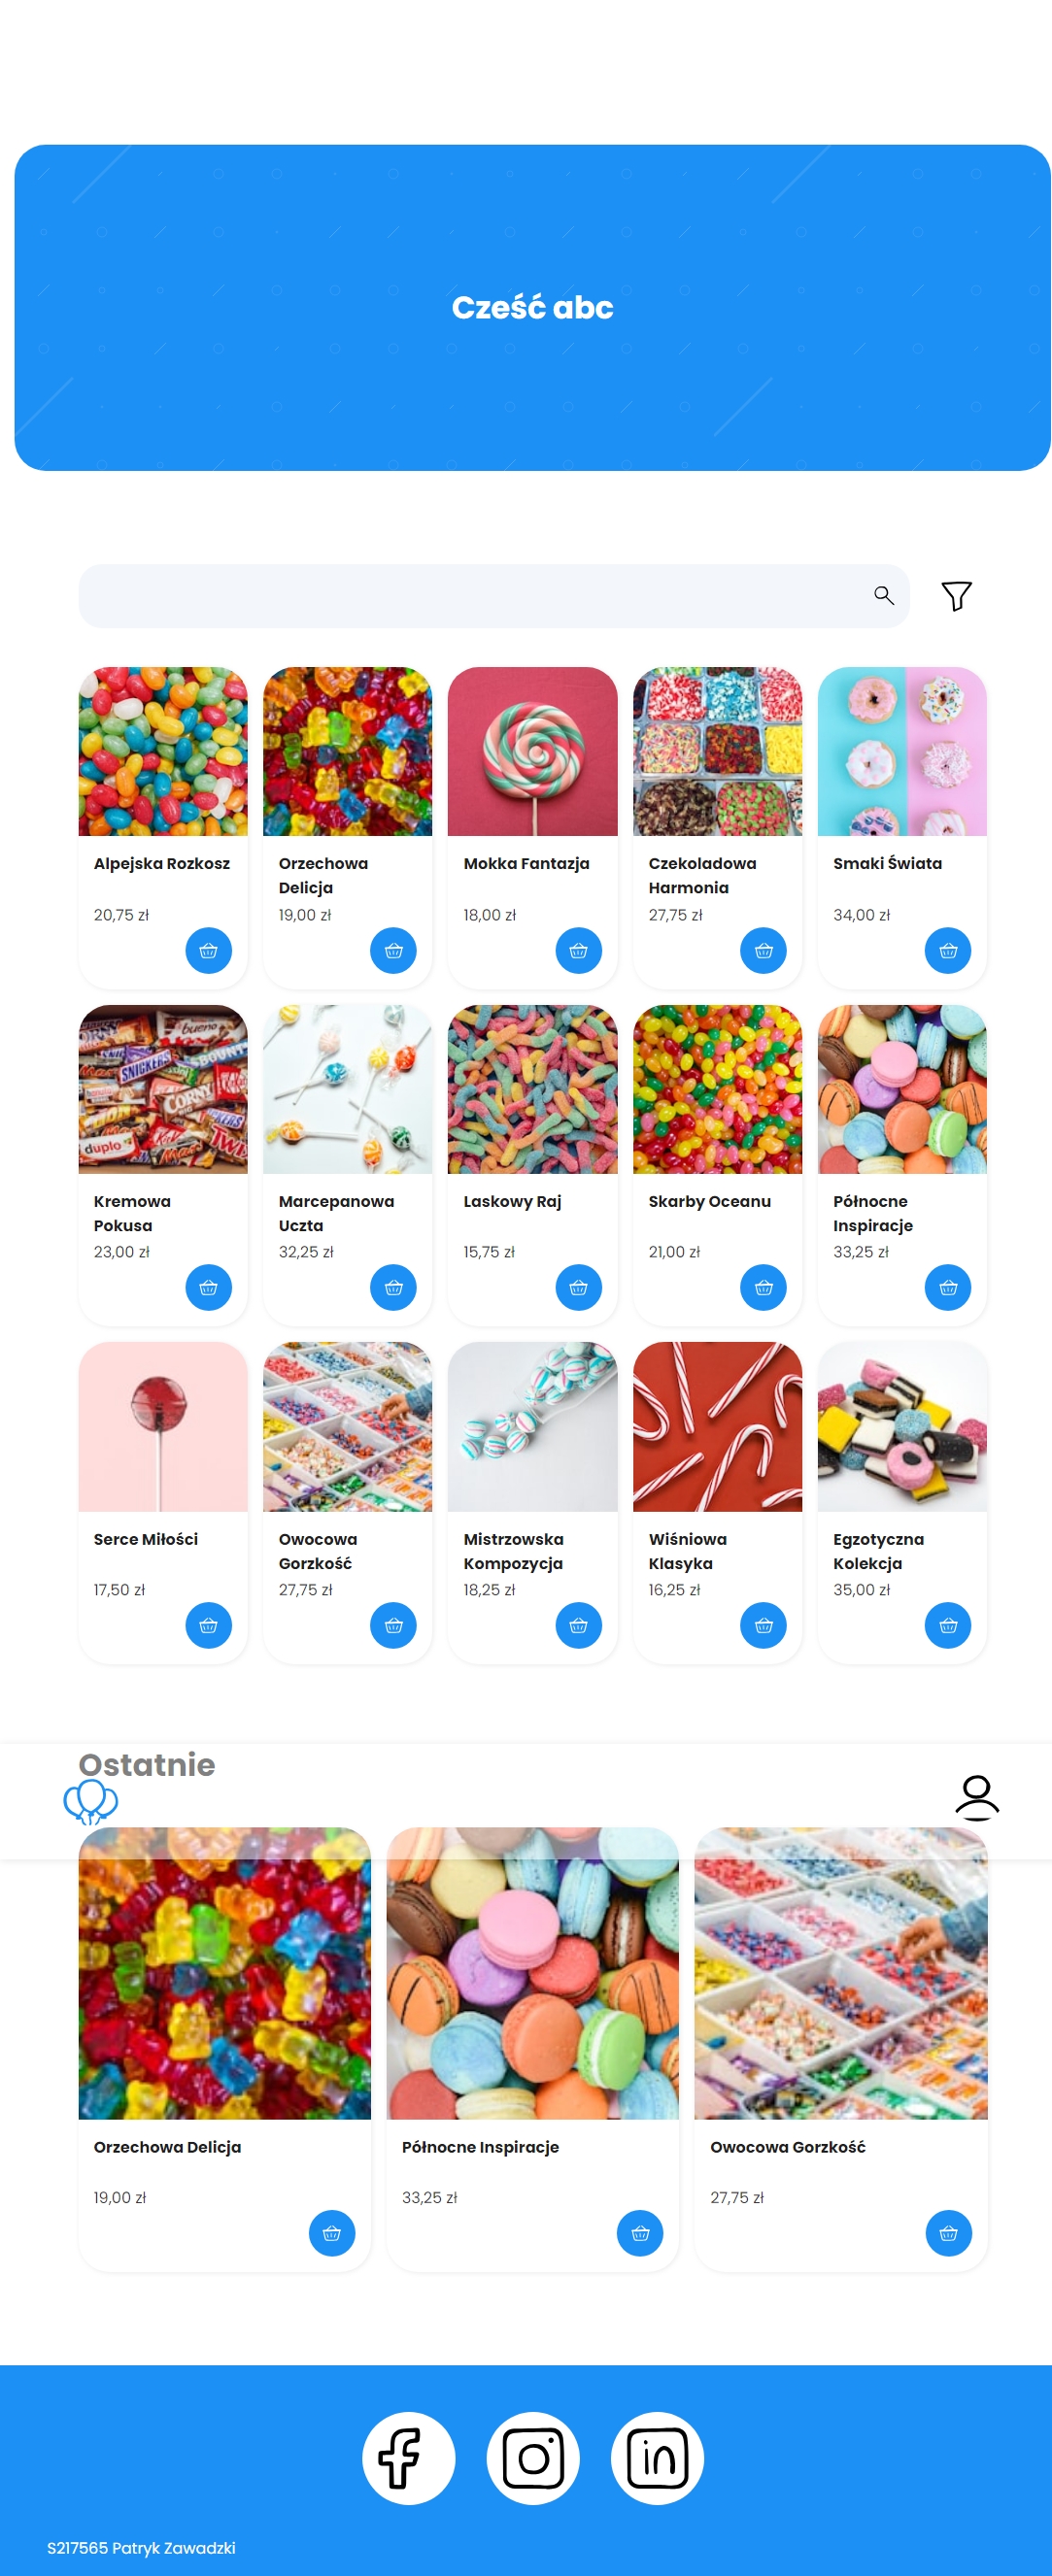 Cześć abc
Alpejska Rozkosz
20,75 zł
Orzechowa
Delicja
19,00 zł
Mokka Fantazja
18,00 zł
Czekoladowa
Harmonia
27,75 zł
Smaki Świata
34,00 zł
bueno
SNICKERS
CORNY
duplo
Kremowa
Pokusa
23,00 zł
Marcepanowa
Uczta
32,25 zł
Laskowy Raj
15,75 zł
Skarby Oceanu
21,00 zł
Północne
Inspiracje
33,25 zł
Serce Miłości
17,50 zł
Owocowa
Gorzkość
27,75 zł
Mistrzowska
Kompozycja
18,25 zł
Wiśniowa
Klasyka
16,25 zł
Egzotyczna
Kolekcja
35,00 zł
Ostatnie
Orzechowa Delicja
19,00 zł
Północne Inspiracje
33,25 zł
Owocowa Gorzkość
27,75 zł
S217565 Patryk Zawadzki